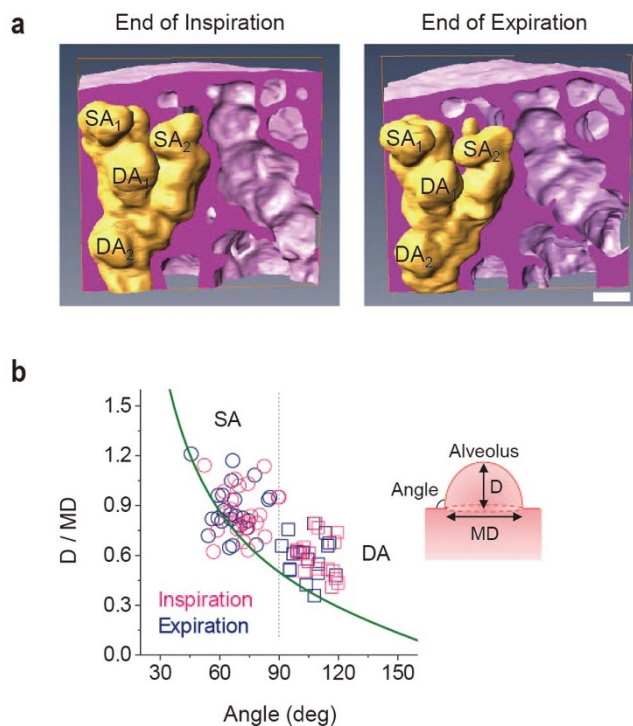 a
End of Inspiration
End of Expiration
SA1
SA2
DA1
DA2
SA1
SA2
DA1
DA2
b
1.5
1.2
0.9
0.6
0.3
0.0
D / MD
SA
DA
Inspiration
Expiration
30
60
90
120
150
Angle (deg)
Alveolus
Angle
D
MD